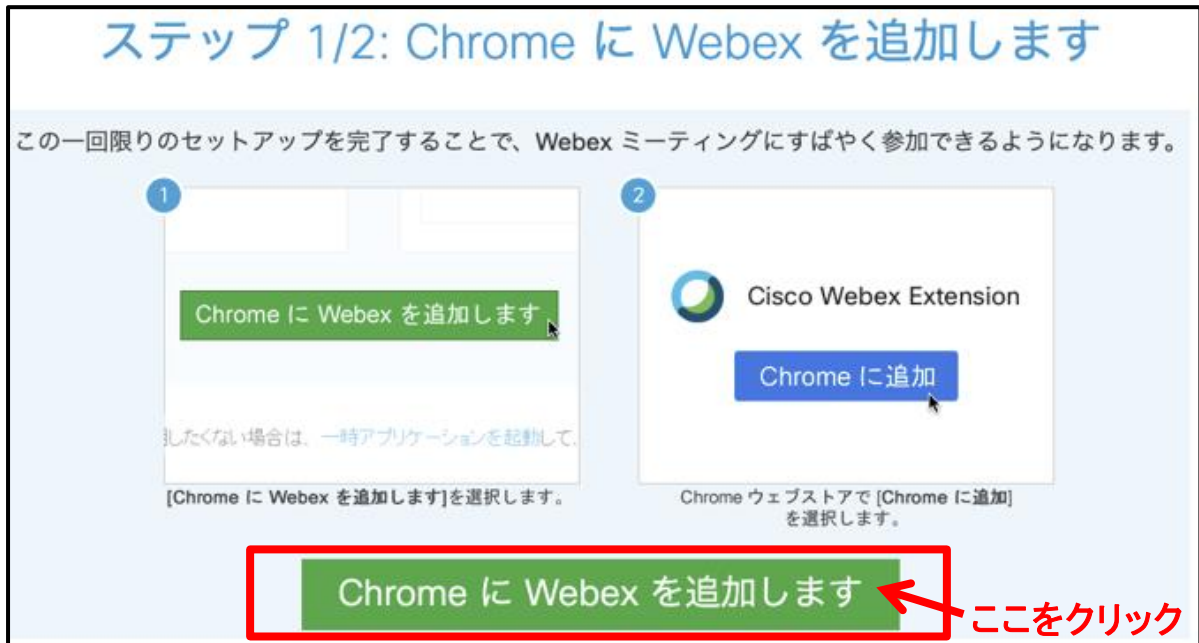 ステップ 1/2: Chrome に Webex を追加します
この一回限りのセットアップを完了することで、Webex ミーティングにすばやく参加できるようになります。
1
Chrome に Webex を追加します
したくない場合は、一時アプリケーションを起動して、
[Chrome に Webex を追加します]を選択します。
2
Cisco Webex Extension
Chrome に追加
Chrome ウェブストアで [Chrome に追加]
を選択します。
Chrome に Webex を追加します
ここをクリック